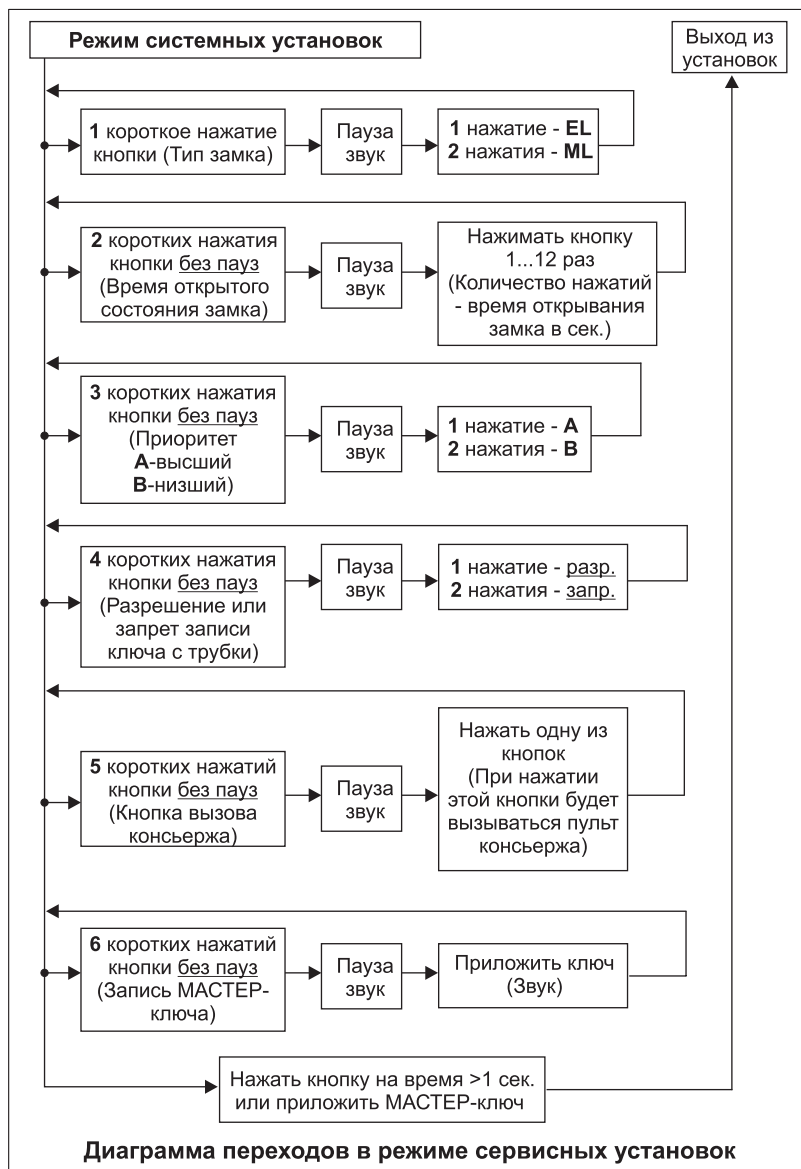 Режим системных установок
Выход из
установок
1 короткое нажатие
кнопки (Тип замка)
Пауза
звук
1 нажатие - EL
2 нажатия - ML
2 коротких нажатия
кнопки без пауз
(Время открытого
состояния замка)
Пауза
звук
Нажимать кнопку
1...12 раз
(Количество нажатий
- время открывания
замка в сек.)
3 коротких нажатия
кнопки без пауз
(Приоритет
А-высший
В-низший)
Пауза
звук
1 нажатие - А
2 нажатия - В
4 коротких нажатия
кнопки без пауз
(Разрешение или
запрет записи
ключа с трубки)
Пауза
звук
1 нажатие - разр.
2 нажатия - запр.
5 коротких нажатий
кнопки без пауз
(Кнопка вызова
консьержа)
Пауза
звук
Нажать одну из
кнопок
(При нажатии
этой кнопки будет
вызываться пульт
консьержа)
6 коротких нажатий
кнопки без пауз
(Запись МАСТЕР-
ключа)
Пауза
звук
Приложить ключ
(Звук)
Нажать кнопку на время >1 сек.
или приложить МАСТЕР-ключ
Диаграмма переходов в режиме сервисных установок